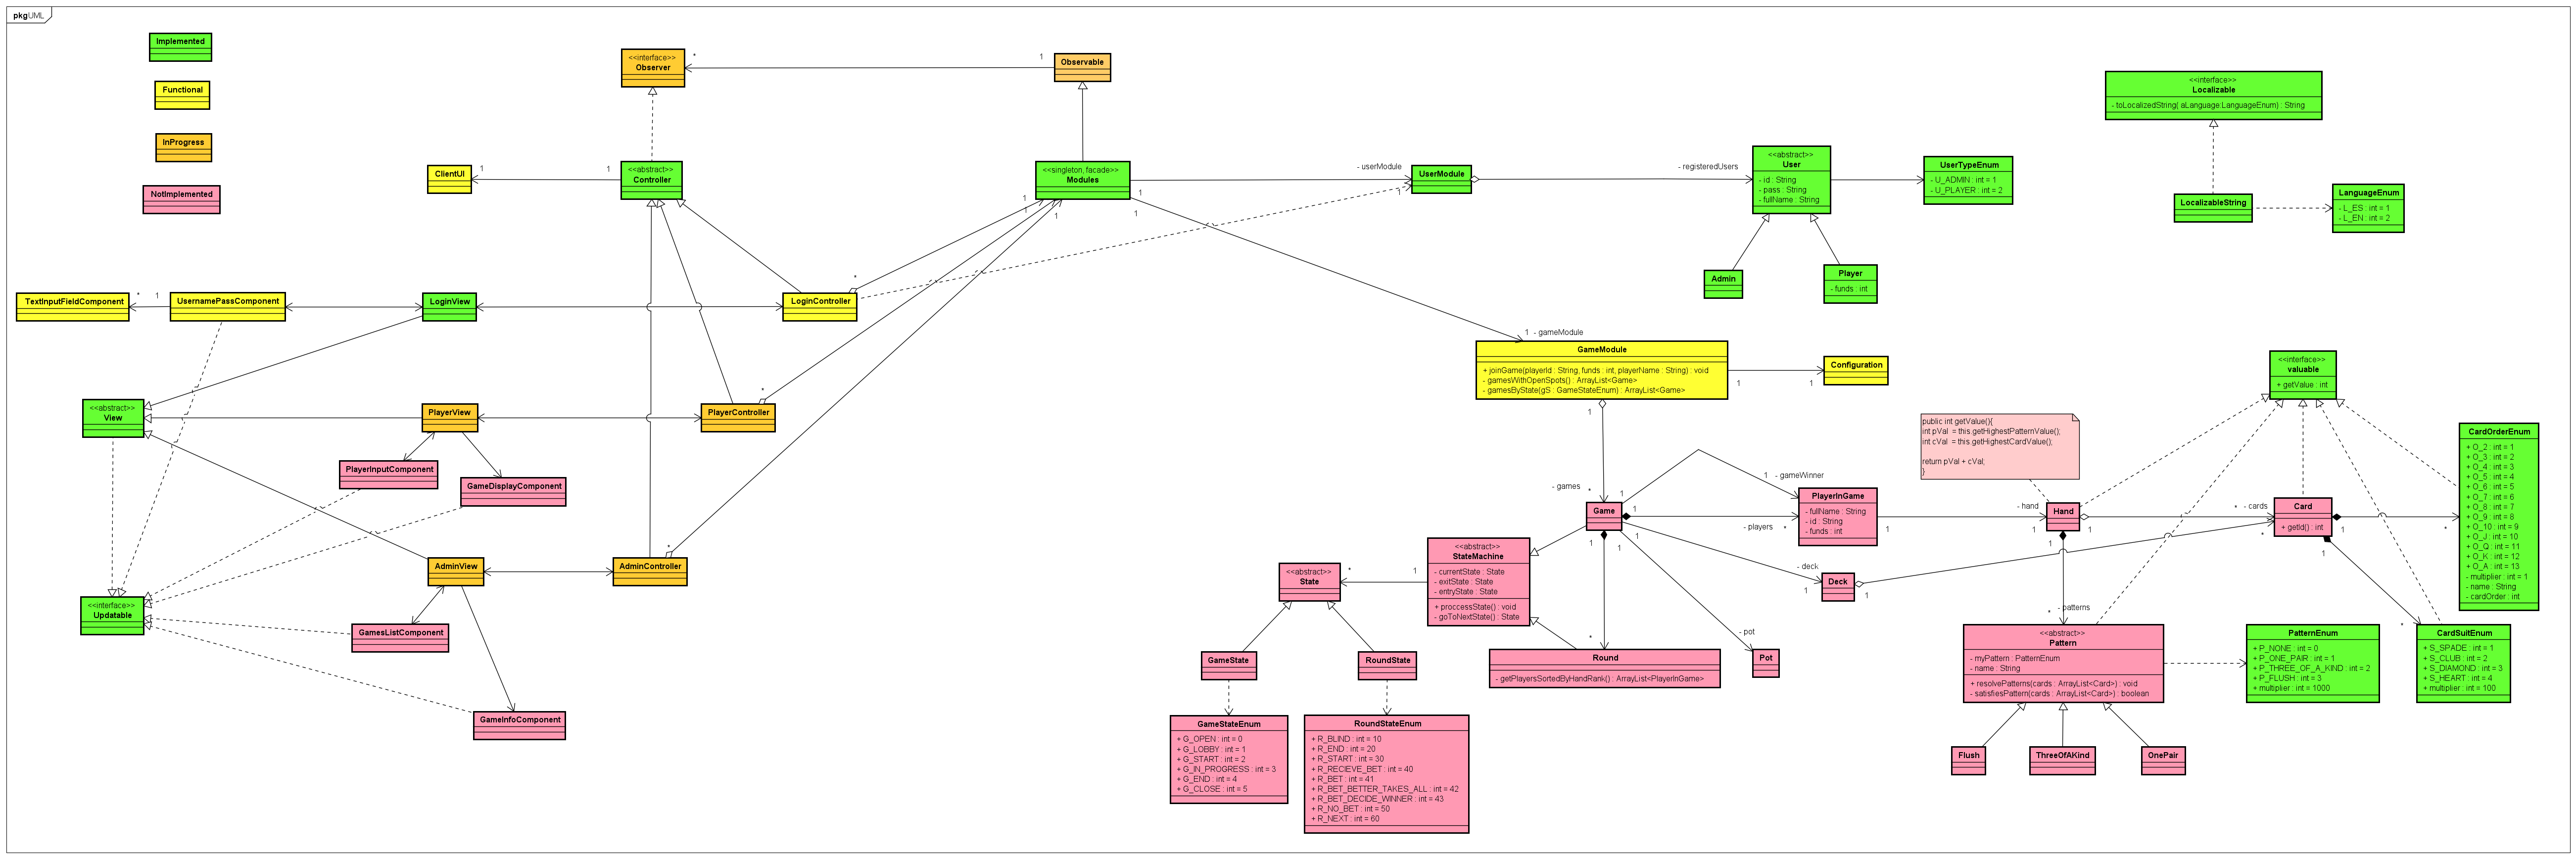 pkg UML
Implemented
Functional
InProgress
NotImplemented
<<interface>>
Observer
*
1
Observable
ClientUI
1
1
<<abstract>>
Controller
<<singleton, facade>>
Modules
1
1
1
1
1
- userModule
1
UserModule
- registeredUsers
<<abstract>>
User
- id : String
- pass : String
- fullName : String
UserTypeEnum
- U_ADMIN : int = 1
- U_PLAYER : int = 2
Admin
Player
- funds : int
<<interface>>
Localizable
- toLocalizedString( aLanguage:LanguageEnum) : String
LocalizableString
LanguageEnum
- L_ES : int = 1
- L_EN : int = 2
TextInputFieldComponent
*
1
UsernamePassComponent
LoginView
LoginController
*
<<abstract>>
View
PlayerView
PlayerController
*
PlayerInputComponent
GameDisplayComponent
AdminView
AdminController
*
<<interface>>
Updatable
GamesListComponent
GameInfoComponent
1
- gameModule
GameModule
+ joinGame(playerId : String, funds : int, playerName : String) : void
- gamesWithOpenSpots() : ArrayList<Game>
- gamesByState(gS : GameStateEnum) : ArrayList<Game>
1
1
Configuration
1
- games
*
Game
1
1
1
1
1
1 - gameWinner
- players
*
PlayerInGame
- fullName : String
- id : String
- funds : int
1
- deck
1
Deck
1
- pot
Pot
<<abstract>>
StateMachine
- currentState : State
- exitState : State
- entryState : State
+ proccessState() : void
- goToNextState() : State
1
*
<<abstract>>
State
GameState
RoundState
*
Round
- getPlayersSortedByHandRank() : ArrayList<PlayerInGame>
GameStateEnum
+ G_OPEN : int = 0
+ G_LOBBY : int = 1
+ G_START : int = 2
+ G_IN_PROGRESS : int = 3
+ G_END : int = 4
+ G_CLOSE : int = 5
RoundStateEnum
+ R_BLIND : int = 10
+ R_END : int = 20
+ R_START : int = 30
+ R_RECIEVE_BET : int = 40
+ R_BET : int = 41
+ R_BET_BETTER_TAKES_ALL : int = 42
+ R_BET_DECIDE_WINNER : int = 43
+ R_NO_BET : int = 50
+ R_NEXT : int = 60
public int getValue(){
int pVal = this.getHighestPatternValue();
int cVal = this.getHighestCardValue();
return pVal + cVal;
}
<<interface>>
valuable
+ getValue : int
- hand
1
Hand
1
1
* - cards
*
Card
+ getId() : int
1
1
*
*
CardOrderEnum
+ O_2 : int = 1
+ O_3 : int = 2
+ O_4 : int = 3
+ O_5 : int = 4
+ O_6 : int = 5
+ O_7 : int = 6
+ O_8 : int = 7
+ O_9 : int = 8
+ O_10 : int = 9
+ O_J : int = 10
+ O_Q : int = 11
+ O_K : int = 12
+ O_A : int = 13
- multiplier : int = 1
- name : String
- cardOrder : int
* - patterns
<<abstract>>
Pattern
- myPattern : PatternEnum
- name : String
+ resolvePatterns(cards : ArrayList<Card>) : void
- satisfiesPattern(cards : ArrayList<Card>) : boolean
PatternEnum
+ P_NONE : int = 0
+ P_ONE_PAIR : int = 1
+ P_THREE_OF_A_KIND : int = 2
+ P_FLUSH : int = 3
+ multiplier : int = 1000
CardSuitEnum
+ S_SPADE : int = 1
+ S_CLUB : int = 2
+ S_DIAMOND : int = 3
+ S_HEART : int = 4
+ multiplier : int = 100
Flush
ThreeOfAKind
OnePair